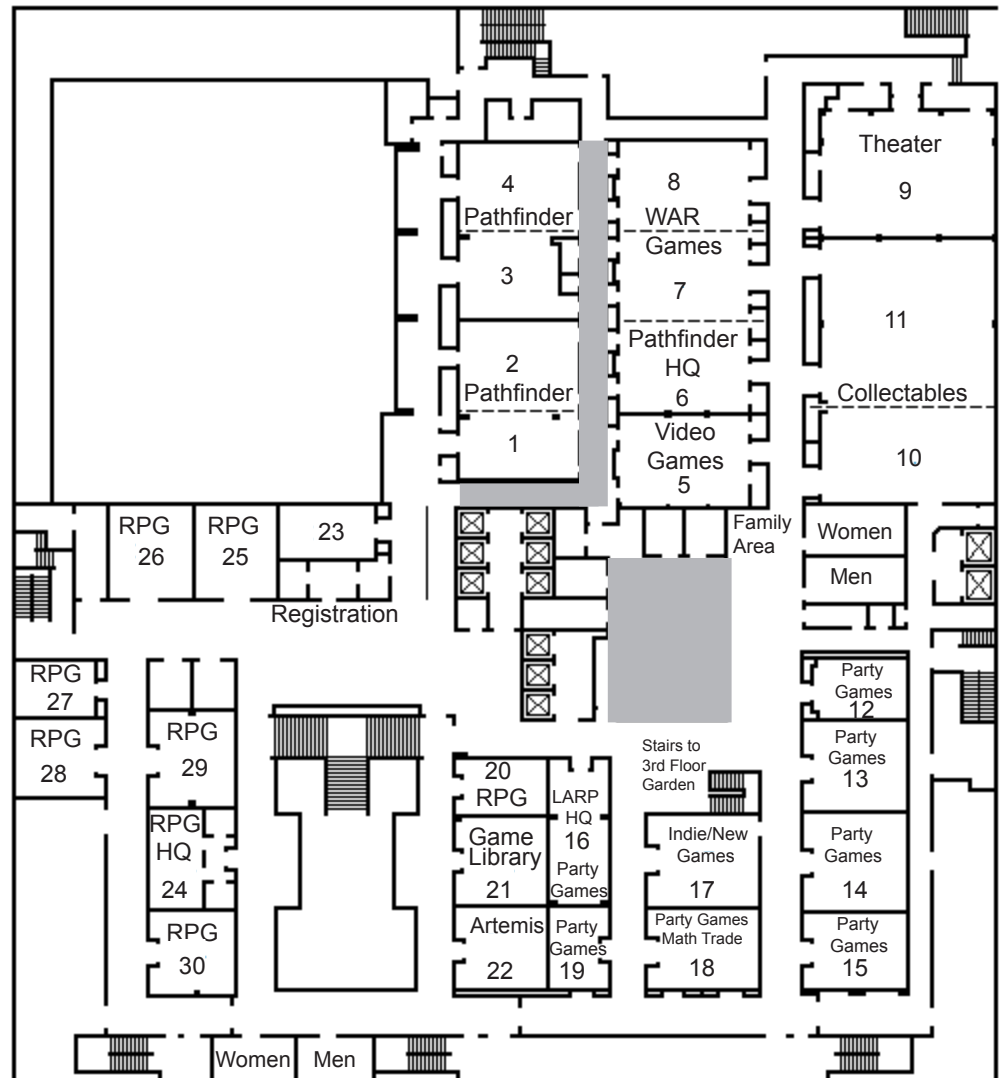 Theater
9
4
Pathfinder
3
8
WAR
Games
7
2
Pathfinder
1
Pathfinder
HQ
6
Video
Games
5
11
Collectables
10
RPG
26
RPG
25
23
Registration
Family
Area
Women
Men
RPG
27
RPG
28
RPG
29
RPG
HQ
24
RPG
30
20
RPG
Game
Library
21
Artemis
22
LARP
HQ
16
Party
Games
Party
Games
19
Stairs to
3rd Floor
Garden
Indie/New
Games
17
Party Games
Math Trade
18
Party
Games
12
Party
Games
13
Party
Games
14
Party
Games
15
Women
Men